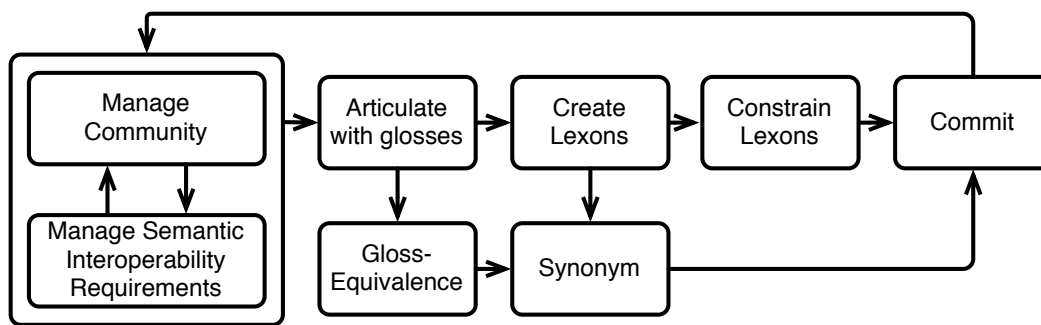 Manage
Community
Manage Semantic
Interoperability
Requirements
Articulate
with glosses
Create
Lexons
Constrain
Lexons
Commit
Gloss-
Equivalence
Synonym